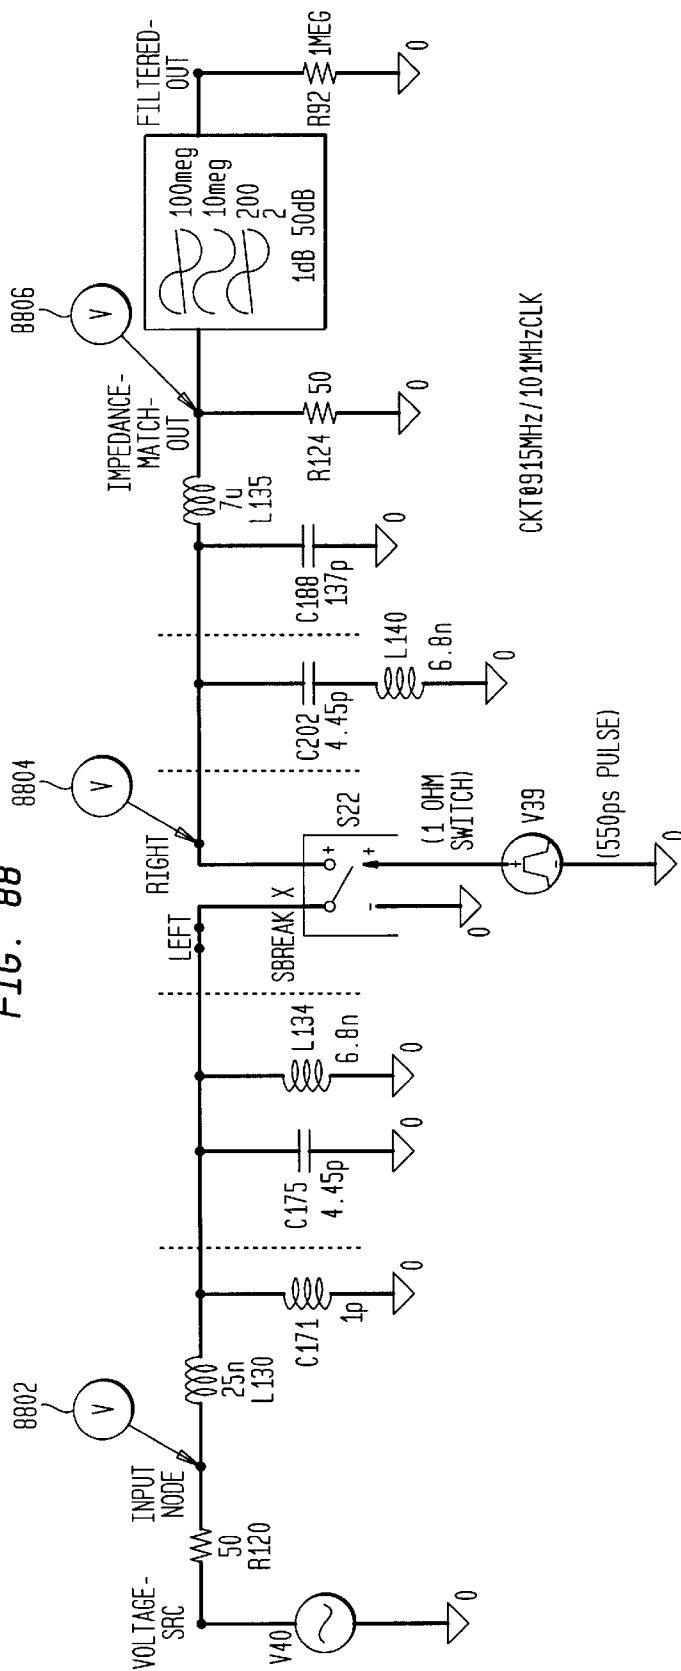 FIG. 88
VOLTAGE-
SRC
V40
0
50
R120
INPUT
NODE
8802
V
25n
L130
C171
1p
0
C175
4.45p
0
L134
6.8n
0
LEFT
SBREAK X
RIGHT
8804
V
S22
+
+
-
0
(1 OHM
SWITCH)
V39
+
-
(550ps PULSE)
0
C202
4.45p
L140
6.8n
0
C188
137p
0
7u
L135
IMPEDANCE-
MATCH-
OUT
8806
V
R124
50
0
100meg
10meg
200
2
1dB 50dB
FILTERED-
OUT
R92
1MEG
0
CKT@915MHz/101MHzCLK